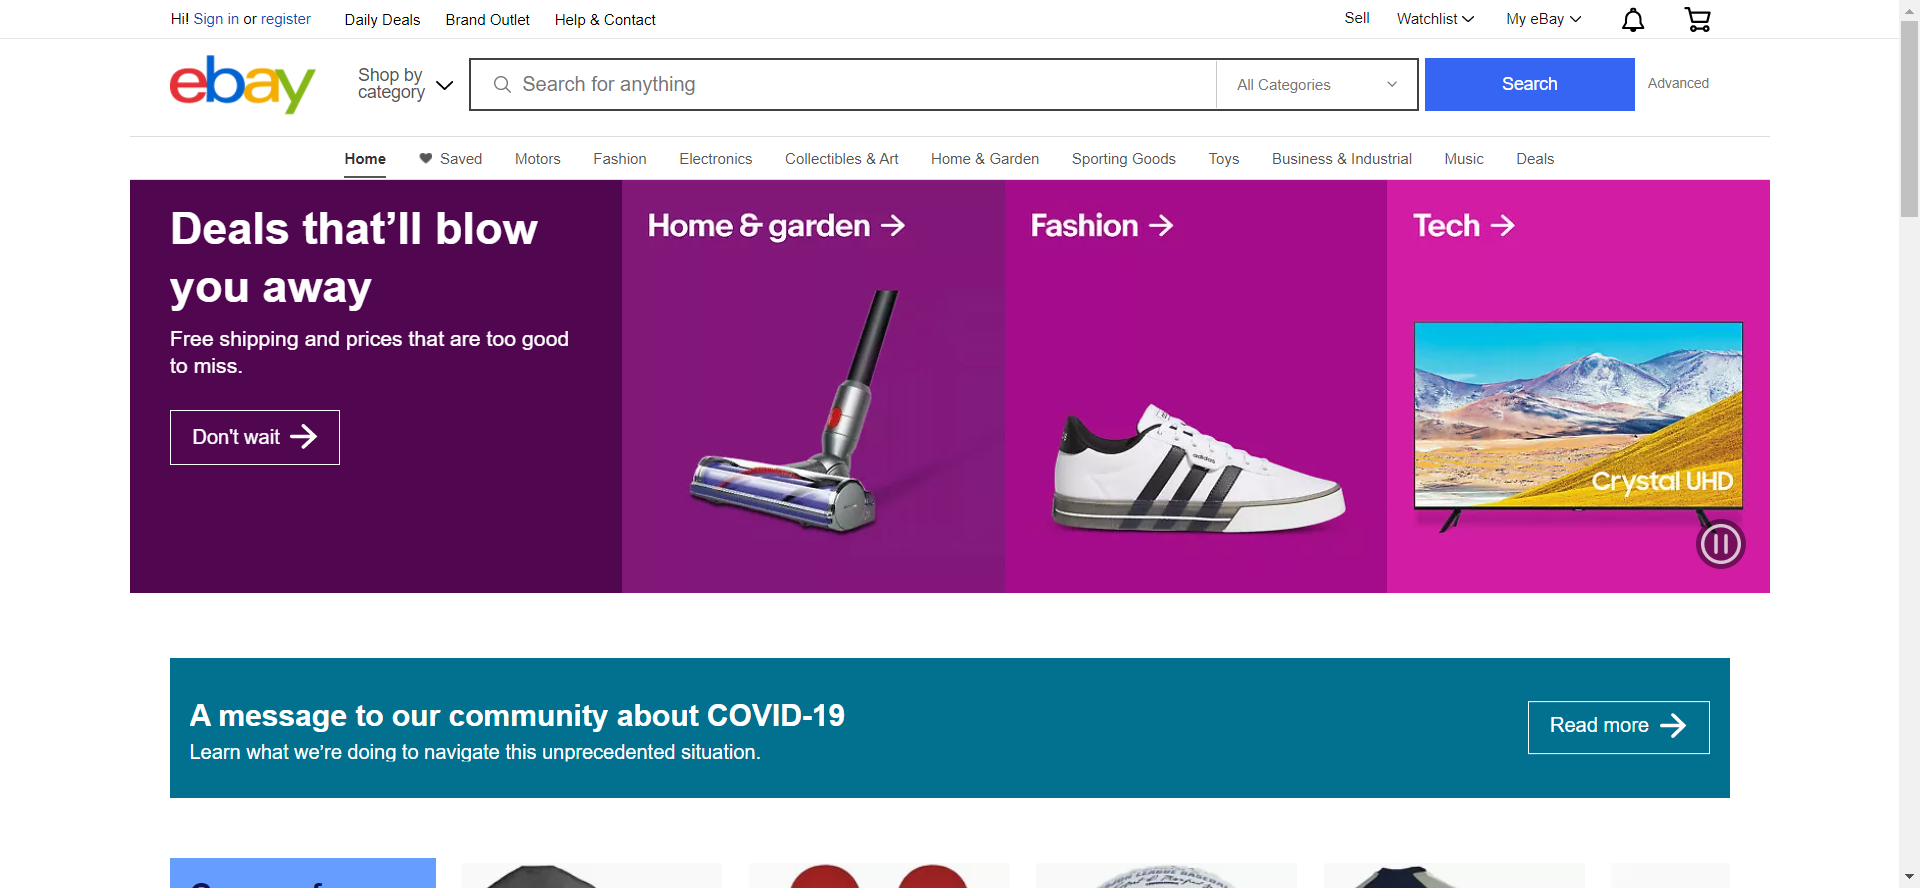 Hi! Sign in or register
Daily Deals
Brand Outlet
Help & Contact
Sell
Watchlist
My eBay
ebay
Shop by
category
Search for anything
All Categories
Search
Advanced
Home
Saved
Motors
Fashion
Electronics
Collectibles & Art
Home & Garden
Sporting Goods
Toys
Business & Industrial
Music
Deals
Deals that’ll blow
you away
Free shipping and prices that are too good
to miss.
Don't wait
Home & garden
Fashion
adidas
Tech
Crystal UHD
A message to our community about COVID-19
Learn what we’re doing to navigate this unprecedented situation.
Read more